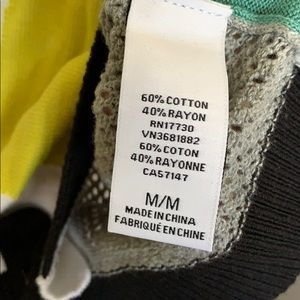 60% COTTON
40% RAYON
RN17730
VN3681882
60% COTON
40% RAYONNE
CA57147
M/M
MADE IN CHINA
FABRIQUÉ EN CHINE